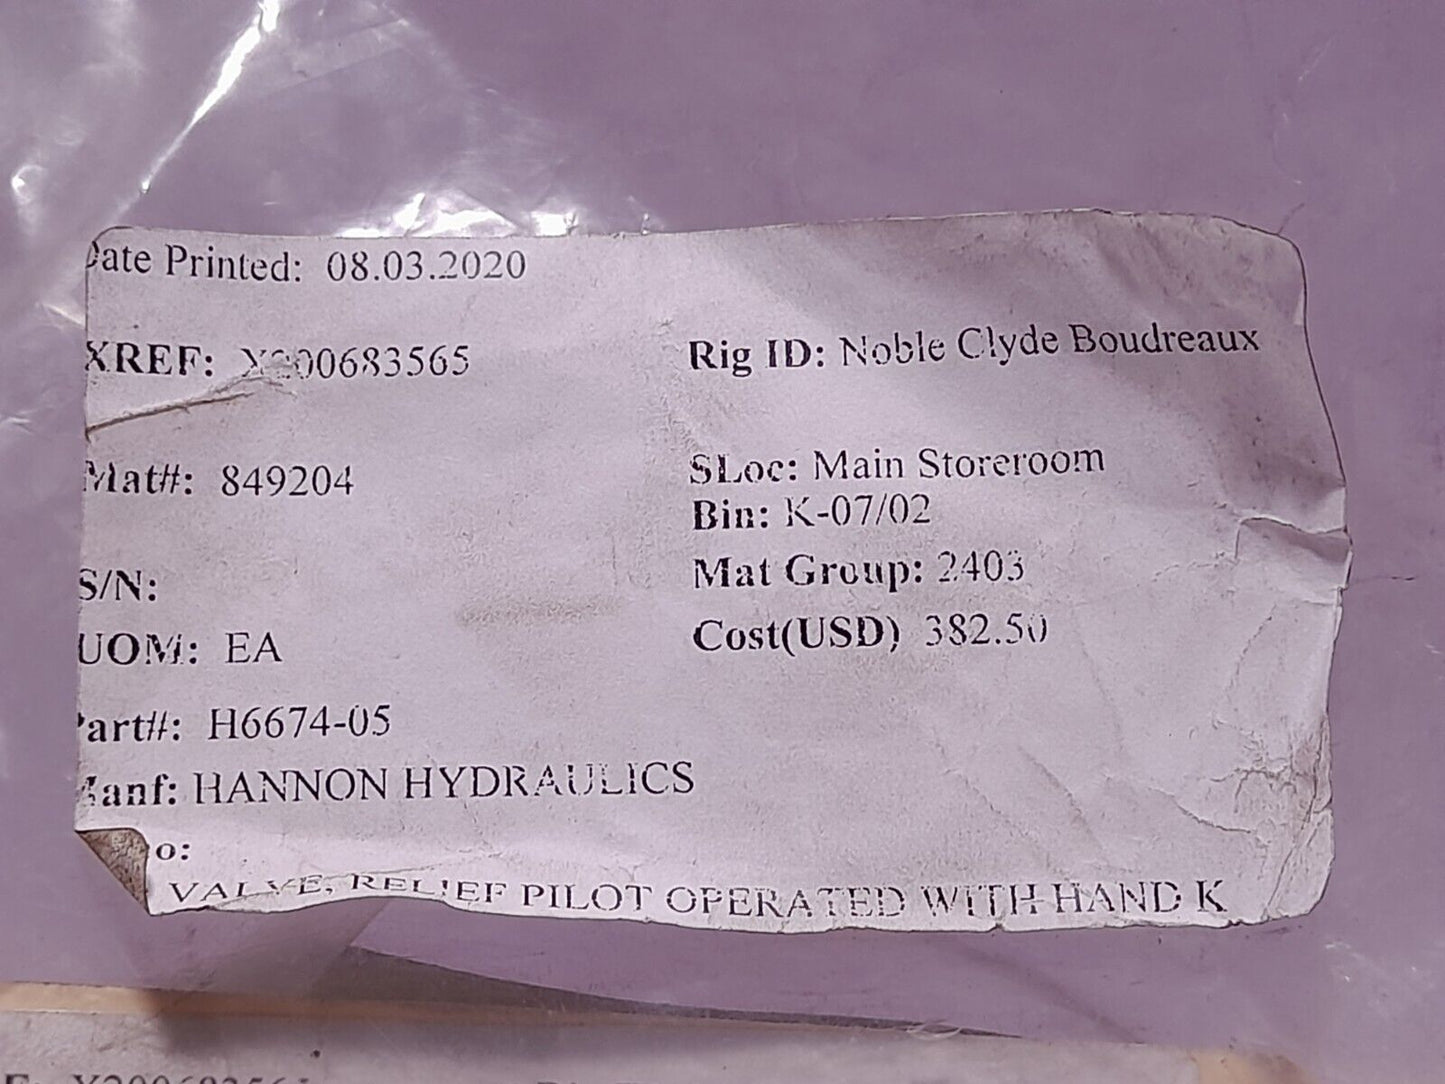 Date Printed: 08.03.2020
XREF: X200683565
Rig ID: Noble Clyde Boudreaux
Mat#: 849204
SLoc: Main Storeroom
Bin: K-07/02
S/N:
Mat Group: 2403
UOM: EA
Cost(USD) 382.50
Part#: H6674-05
Manf: HANNON HYDRAULICS
o:
VALVE, RELIEF PILOT OPERATED WITH HAND K